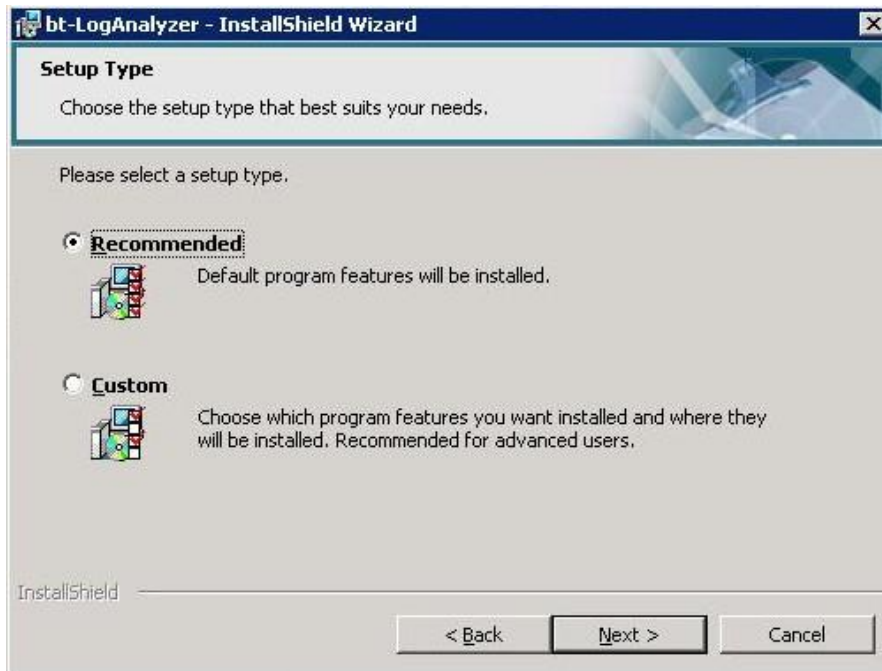 bt-LogAnalyzer - InstallShield Wizard
Setup Type
Choose the setup type that best suits your needs.
Please select a setup type.
Recommended
Default program features will be installed.
Custom
Choose which program features you want installed and where they
will be installed. Recommended for advanced users.
InstallShield
< Back
Next >
Cancel